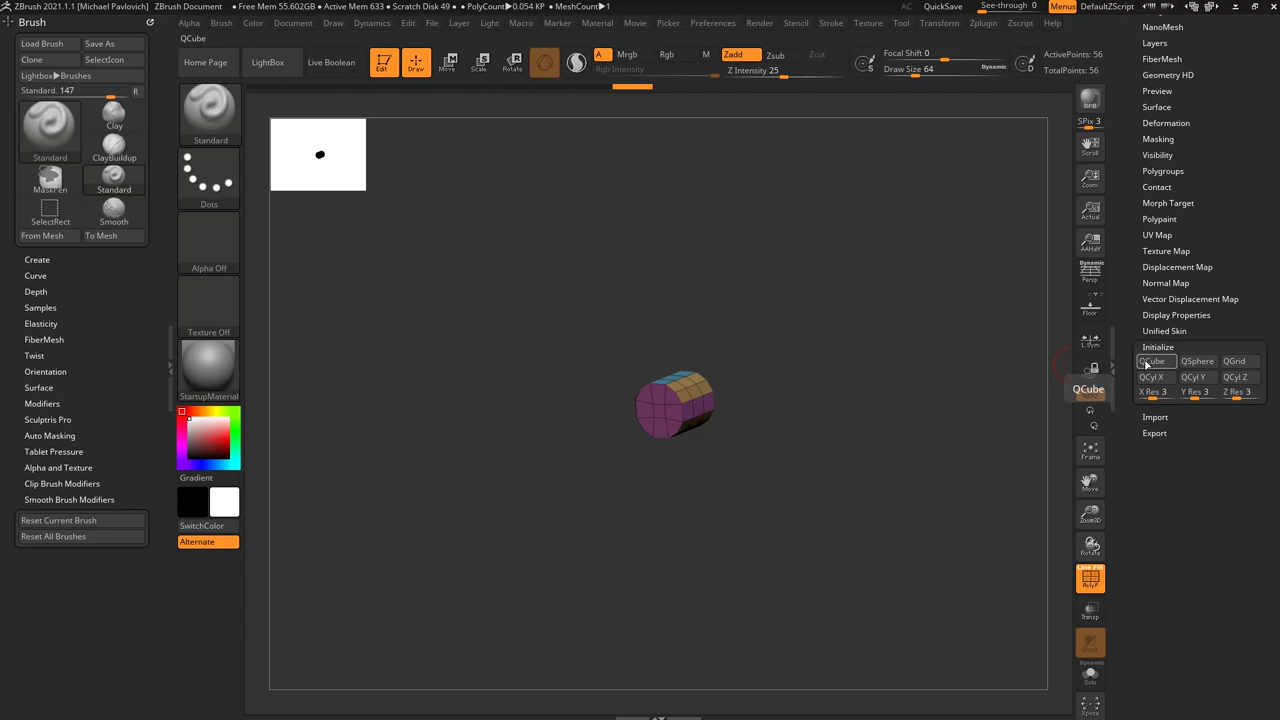 ZBrush 2021.1.1 [Michael Pavlovich] ZBrush Document ● Free Mem 55.602GB ● Active Mem 633 ● Scratch Disk 49 ● PolyCount▶0.054 KP ● MeshCount▶1 AC QuickSave See-through 0 Menus DefaultZScript
Brush
Alpha Brush Color Document Draw Dynamics Edit File Layer Light Macro Marker Material Movie Picker Preferences Render Stencil Stroke Texture Tool Transform Zplugin Zscript Help
QCube
Load Brush Save As
Clone SelectIcon
Lightbox▶Brushes
Standard. 147 R
Standard
Clay
ClayBuildup
MaskPen
Standard
SelectRect
Smooth
From Mesh To Mesh
Create
Curve
Depth
Samples
Elasticity
FiberMesh
Twist
Orientation
Surface
Modifiers
Sculptris Pro
Auto Masking
Tablet Pressure
Alpha and Texture
Clip Brush Modifiers
Smooth Brush Modifiers
Reset Current Brush
Reset All Brushes
Home Page LightBox Live Boolean
Edit Draw Move Scale Rotate
A Mrgb Rgb M Zadd Zsub Zcut
Rgb Intensity Z Intensity 25
S Focal Shift 0
Draw Size 64 Dynamic
D ActivePoints: 56
TotalPoints: 56
Standard
Dots
Alpha Off
Texture Off
StartupMaterial
Gradient
SwitchColor
Alternate
BPR
SPix 3
Scroll
Zoom
Actual
AAHalf
Dynamic
Persp
Floor
L.Sym
QCube
Frame
Move
Zoom3D
Rotate
Line Fill
PolyF
Transp
Ghost
Dynamic
Solo
Xpose
NanoMesh
Layers
FiberMesh
Geometry HD
Preview
Surface
Deformation
Masking
Visibility
Polygroups
Contact
Morph Target
Polypaint
UV Map
Texture Map
Displacement Map
Normal Map
Vector Displacement Map
Display Properties
Unified Skin
Initialize
QCube QSphere QGrid
QCyl X QCyl Y QCyl Z
X Res 3 Y Res 3 Z Res 3
Import
Export